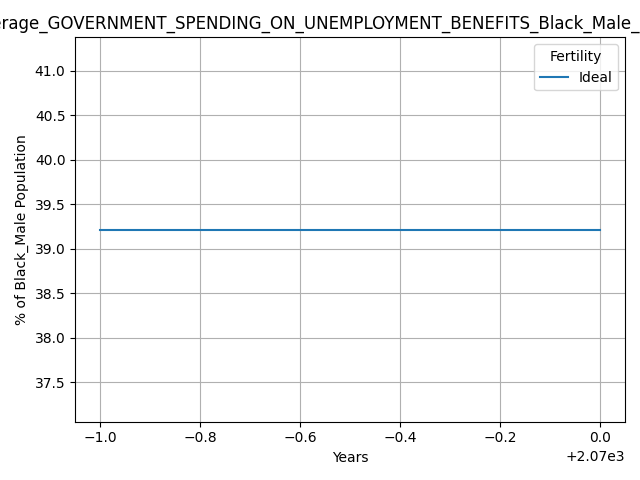 erage_GOVERNMENT_SPENDING_ON_UNEMPLOYMENT_BENEFITS_Black_Male_
Fertility
Ideal
41.0
40.5
40.0
39.5
39.0
38.5
38.0
37.5
% of Black_Male Population
−1.0 −0.8 −0.6 −0.4 −0.2 0.0
Years
+2.07e3